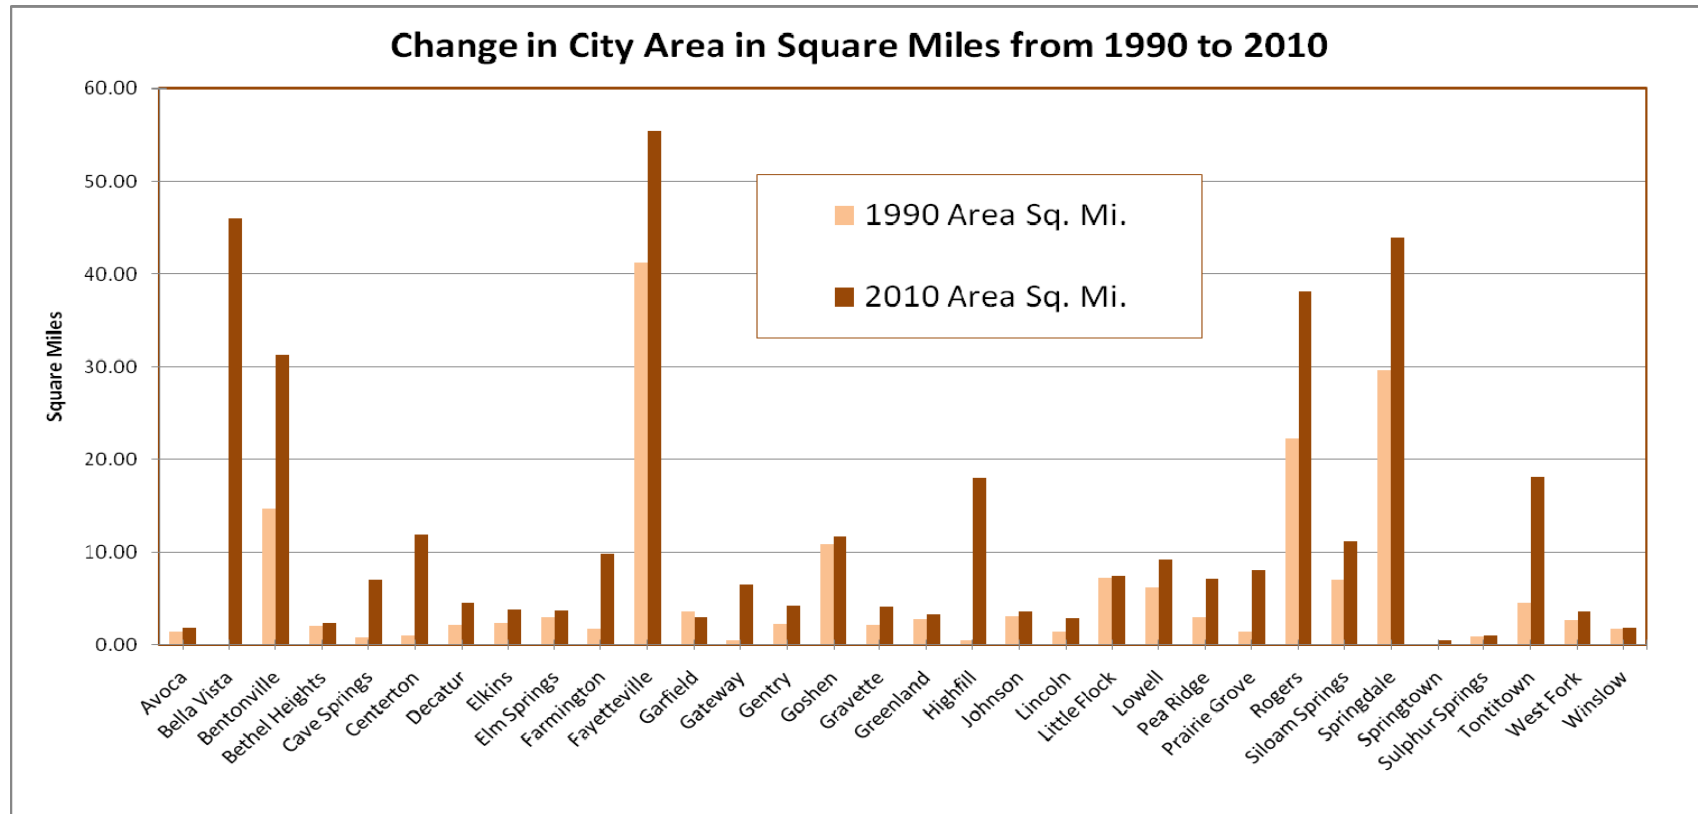 Change in City Area in Square Miles from 1990 to 2010
60.00
50.00
40.00
30.00
20.00
10.00
0.00
Square Miles
1990 Area Sq. Mi.
2010 Area Sq. Mi.
Avoca
Bella Vista
Bentonville
Bethel Heights
Cave Springs
Centerton
Decatur
Elkins
Elm Springs
Farmington
Fayetteville
Garfield
Gateway
Gentry
Goshen
Gravette
Greenland
Highfill
Johnson
Lincoln
Little Flock
Lowell
Pea Ridge
Prairie Grove
Rogers
Siloam Springs
Springdale
Springtown
Sulphur Springs
Tontitown
West Fork
Winslow